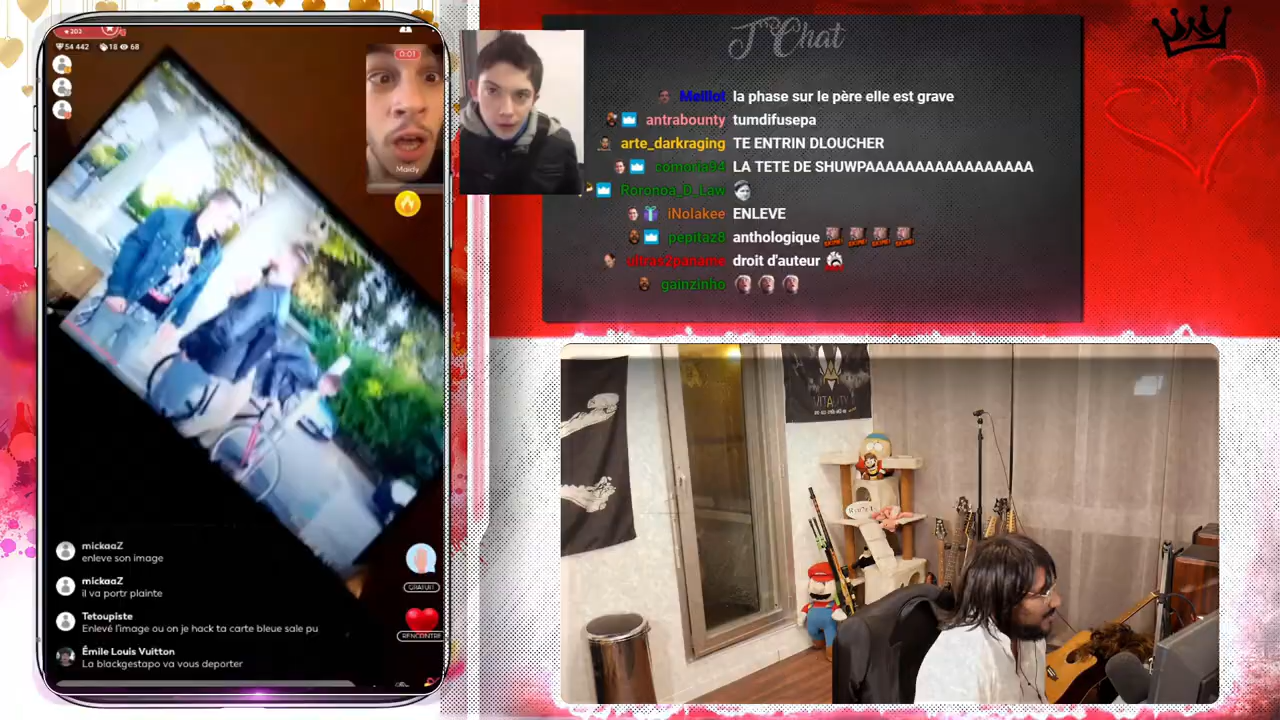 202
54 442 18 68
0:01
Maidy
mickaaZ
enleve son image
mickaaZ
il va portr plainte
Tetoupiste
Enlevé l'image ou on je hack ta carte bleue sale pu
Émile Louis Vuitton
La blackgestapo va vous deporter
GRATUIT
RENCONTRE
J Chat
Meiliot la phase sur le père elle est grave
antrabounty tumdifusepa
arte_darkraging TE ENTRIN DLOUCHER
comoria94 LA TETE DE SHUWPAAAAAAAAAAAAAAAAA
Roronoa_D_Law
iNolakee ENLEVE
pepitaz8 anthologique
ultras2paname droit d'auteur
gainzinho
VITALITY